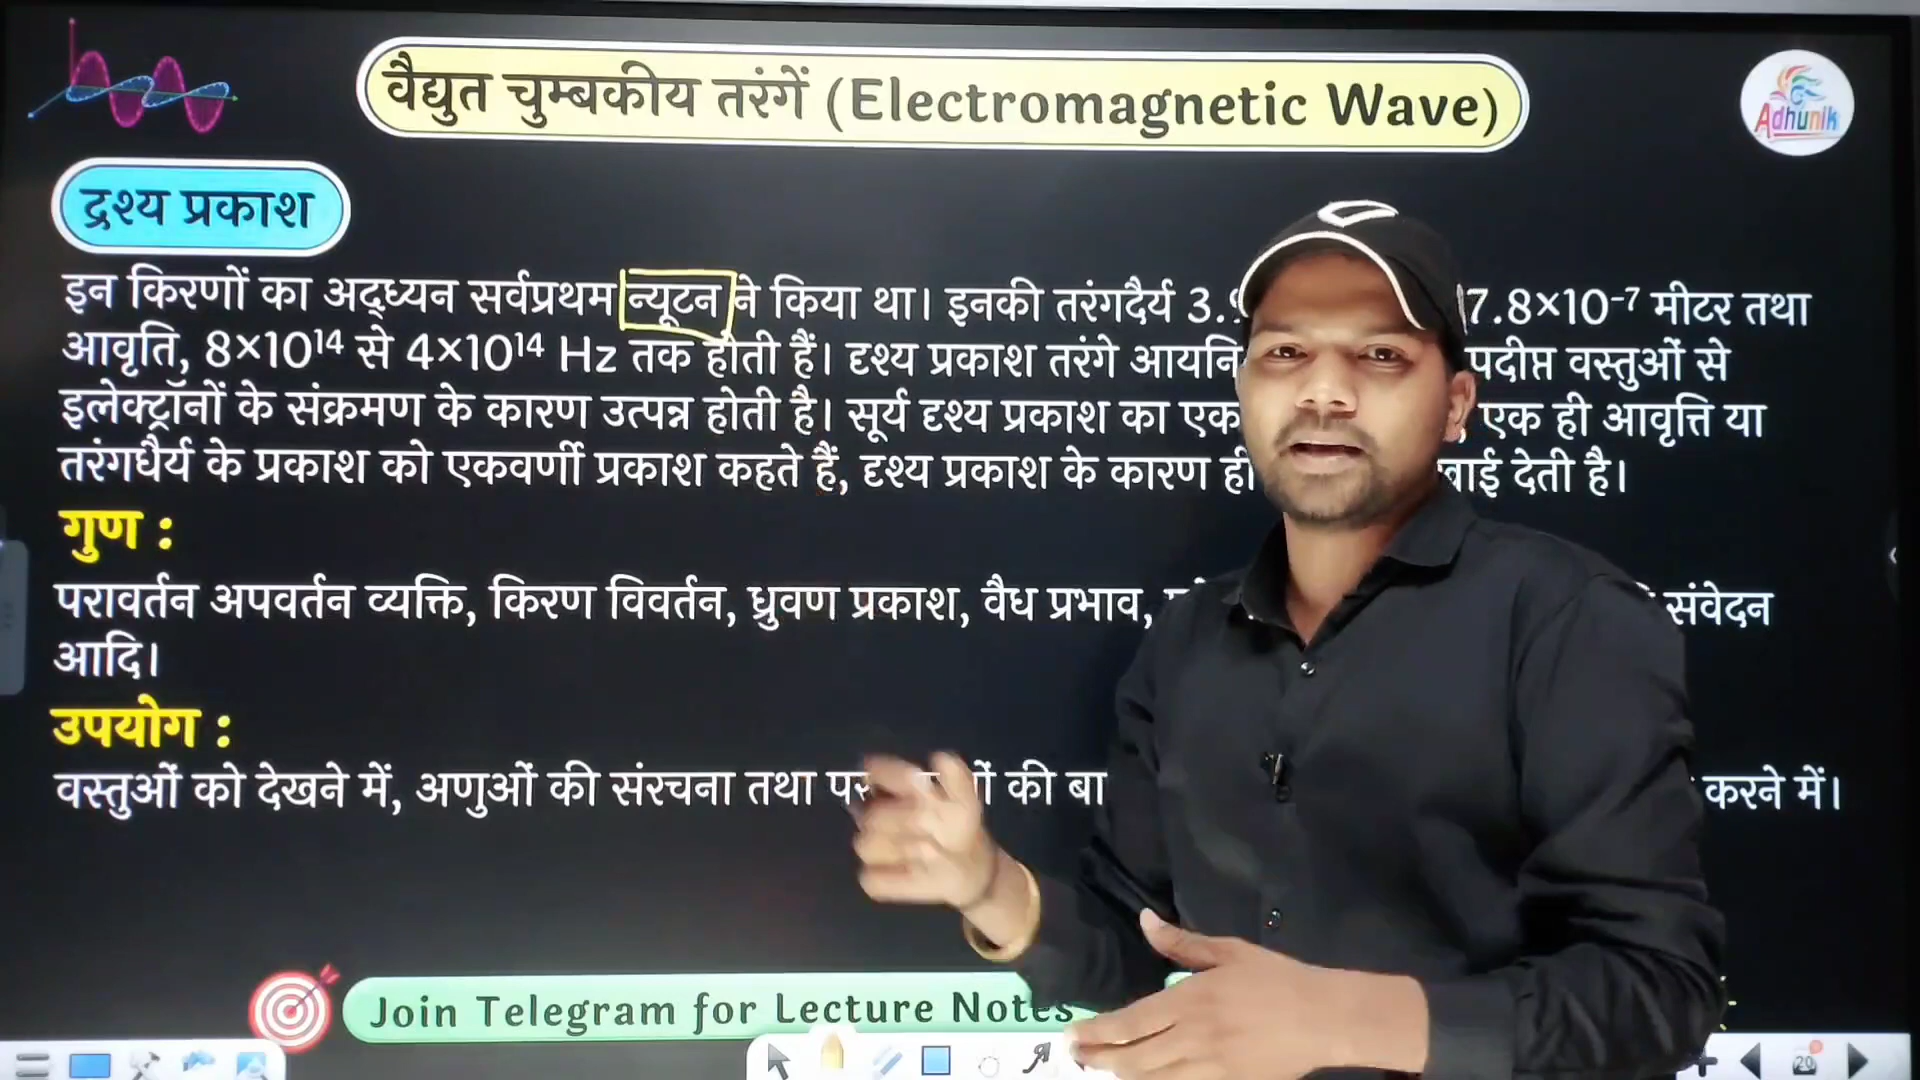 वैद्युत चुम्बकीय तरंगें (Electromagnetic Wave)
Adhunik
द्रश्य प्रकाश
इन किरणों का अद्ध्यन सर्वप्रथम न्यूटन ने किया था। इनकी तरंगदैर्य 7.8×10⁻⁷ मीटर तथा
आवृति, 8×10¹⁴ से 4×10¹⁴ Hz तक होती हैं। दृश्य प्रकाश तरंगे वस्तुओं से
इलेक्ट्रॉनों के संक्रमण के कारण उत्पन्न होती है। सूर्य दृश्य प्रकाश का एक एक ही आवृत्ति या
तरंगधैर्य के प्रकाश को एकवर्णी प्रकाश कहते हैं, दृश्य प्रकाश के कारण ही देती है।
गुण :
परावर्तन अपवर्तन व्यक्ति, किरण विवर्तन, ध्रुवण प्रकाश, वैध प्रभाव, संवेदन
आदि।
उपयोग :
वस्तुओं को देखने में, अणुओं की संरचना तथा की करने में।
Join Telegram for Lecture Notes
20